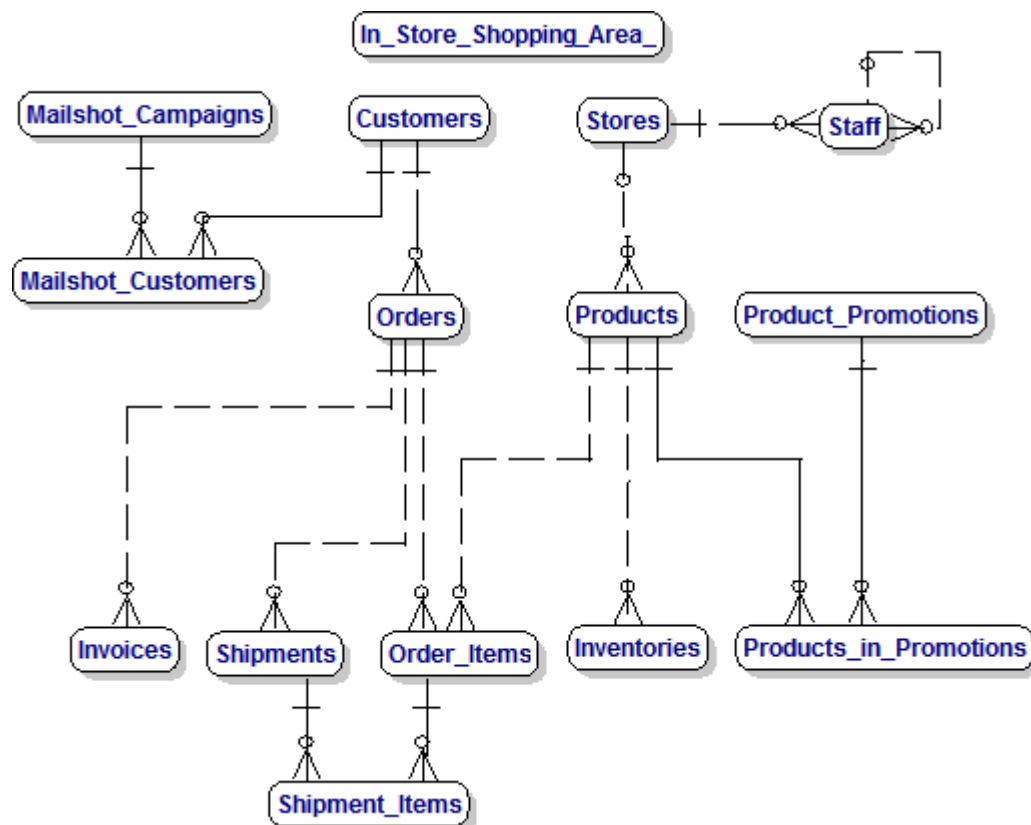 In_Store_Shopping_Area_
Mailshot_Campaigns
Customers
Stores
Staff
Mailshot_Customers
Orders
Products
Product_Promotions
Invoices
Shipments
Order_Items
Inventories
Products_in_Promotions
Shipment_Items